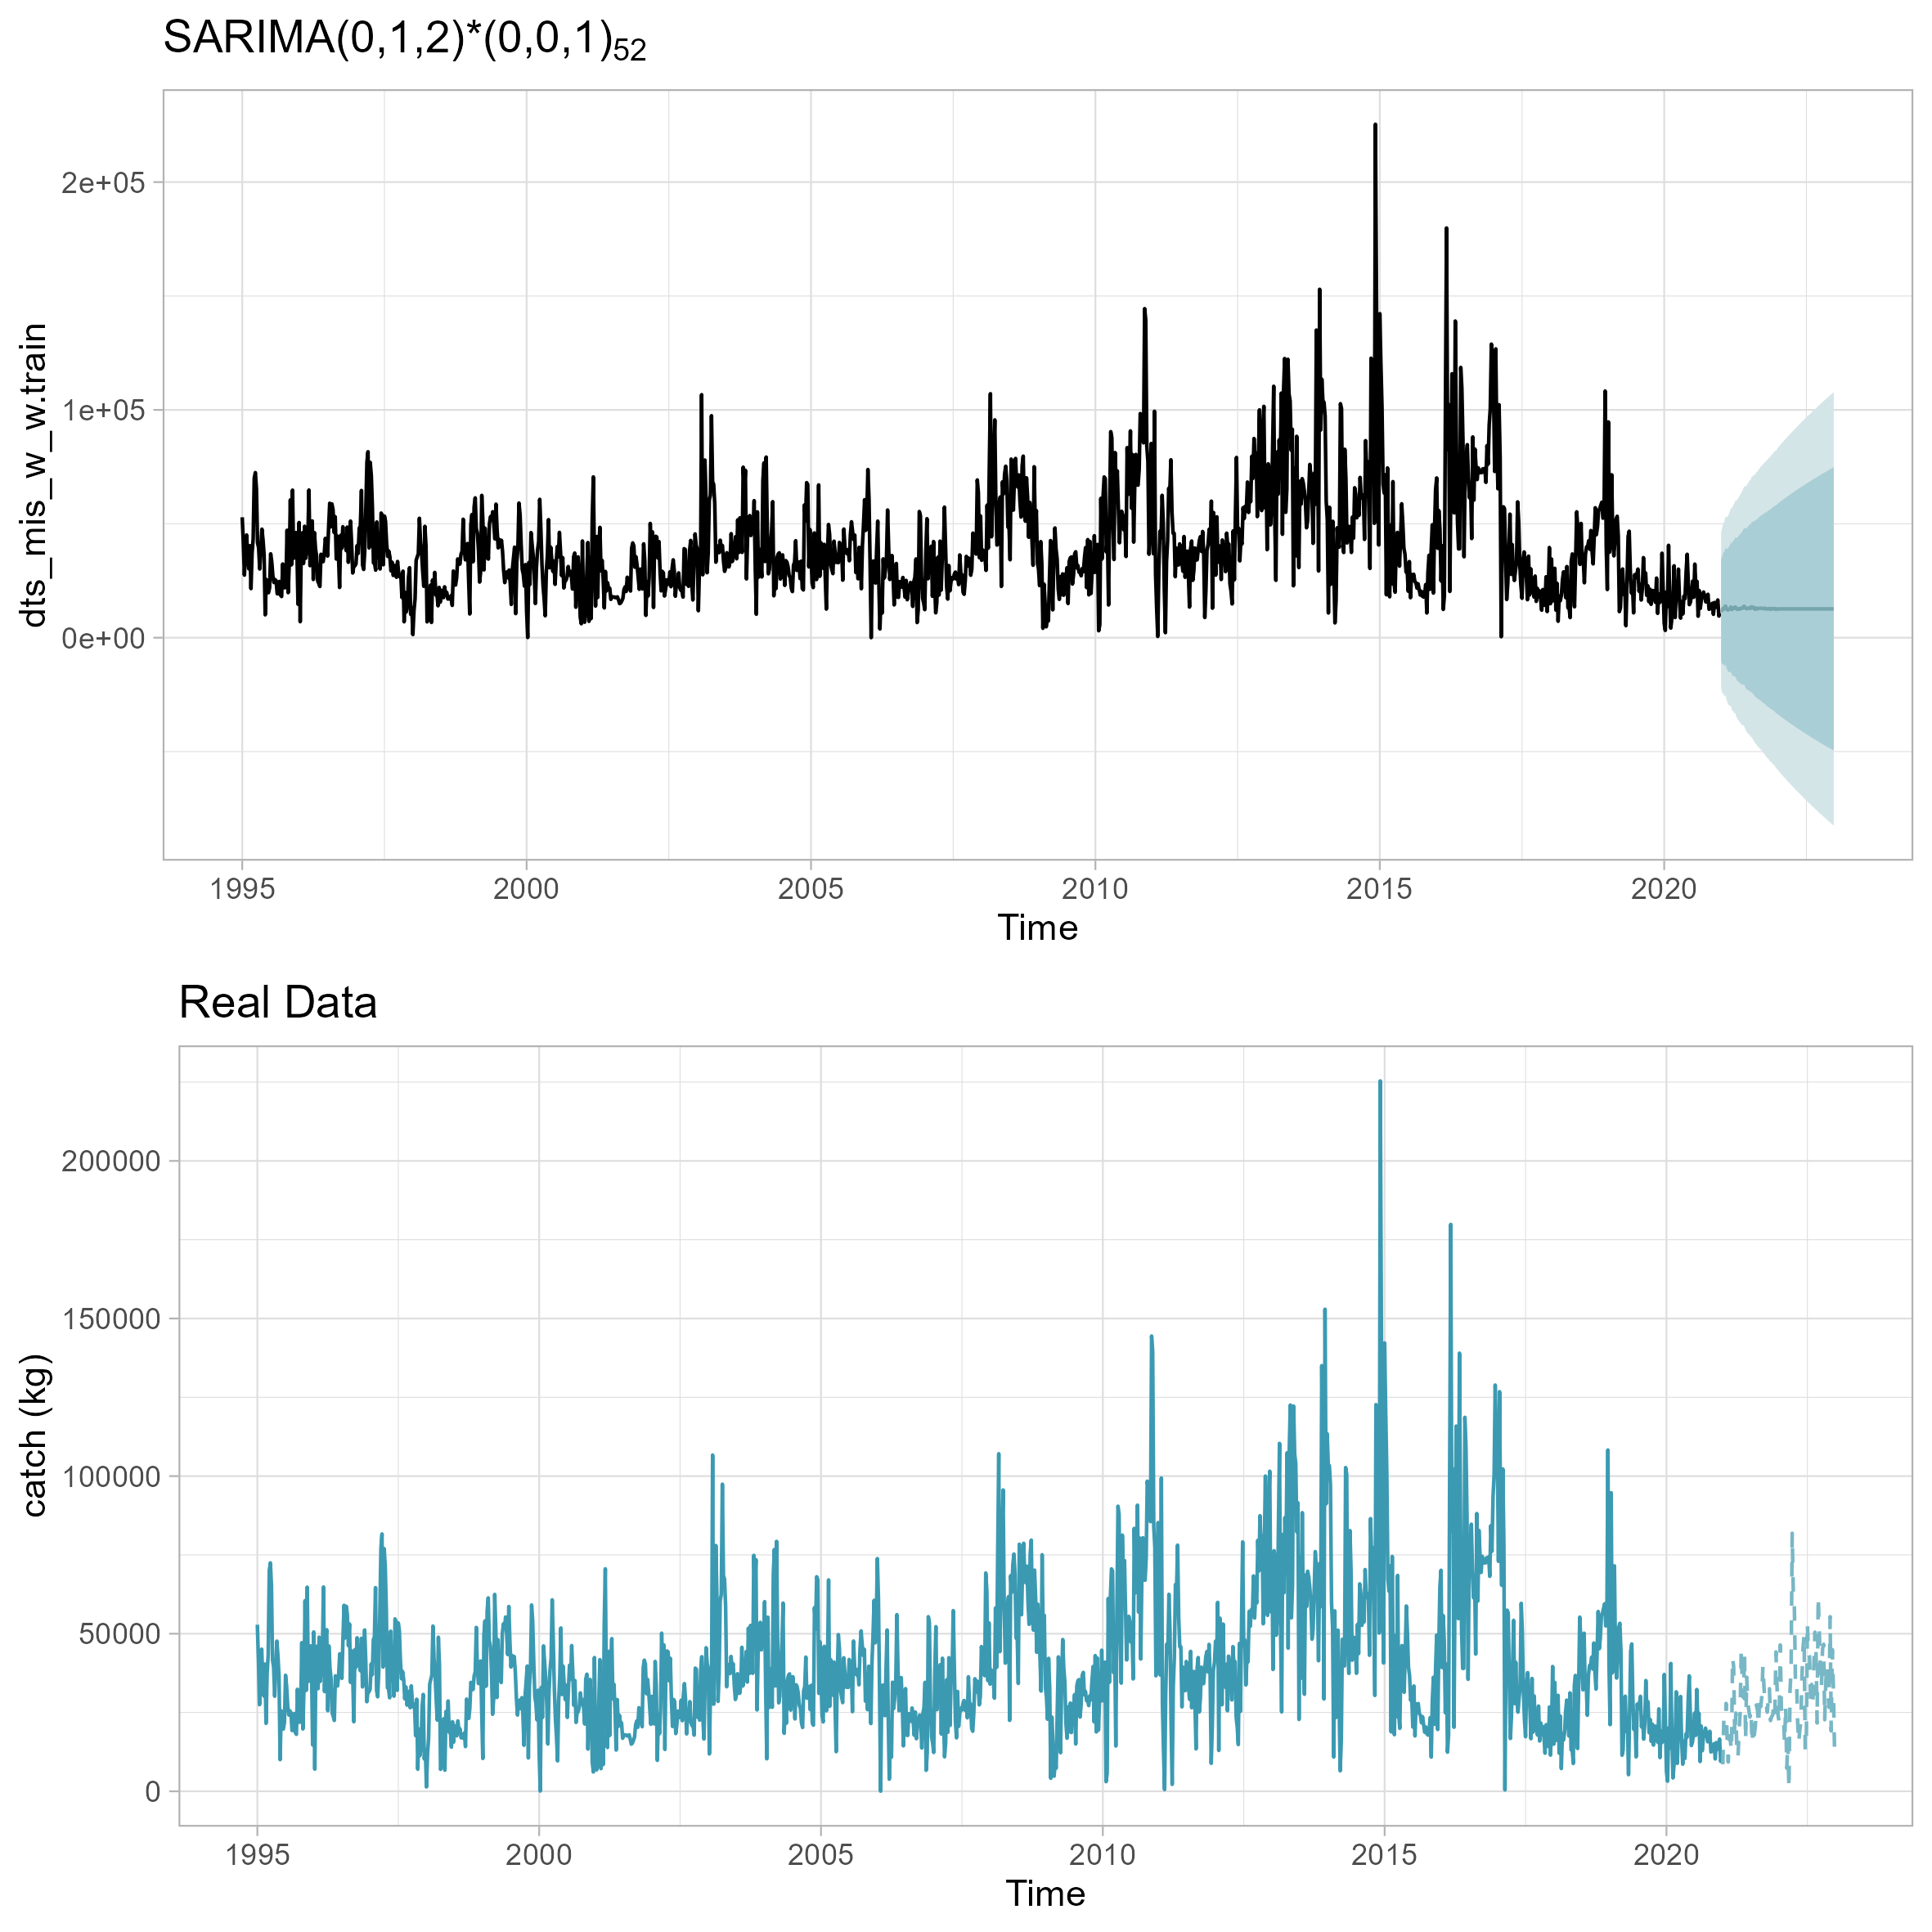 SARIMA(0,1,2)*(0,0,1)₅₂
dts_mis_w_w.train
2e+05
1e+05
0e+00
1995 2000 2005 2010 2015 2020
Time
Real Data
catch (kg)
200000
150000
100000
50000
0
1995 2000 2005 2010 2015 2020
Time